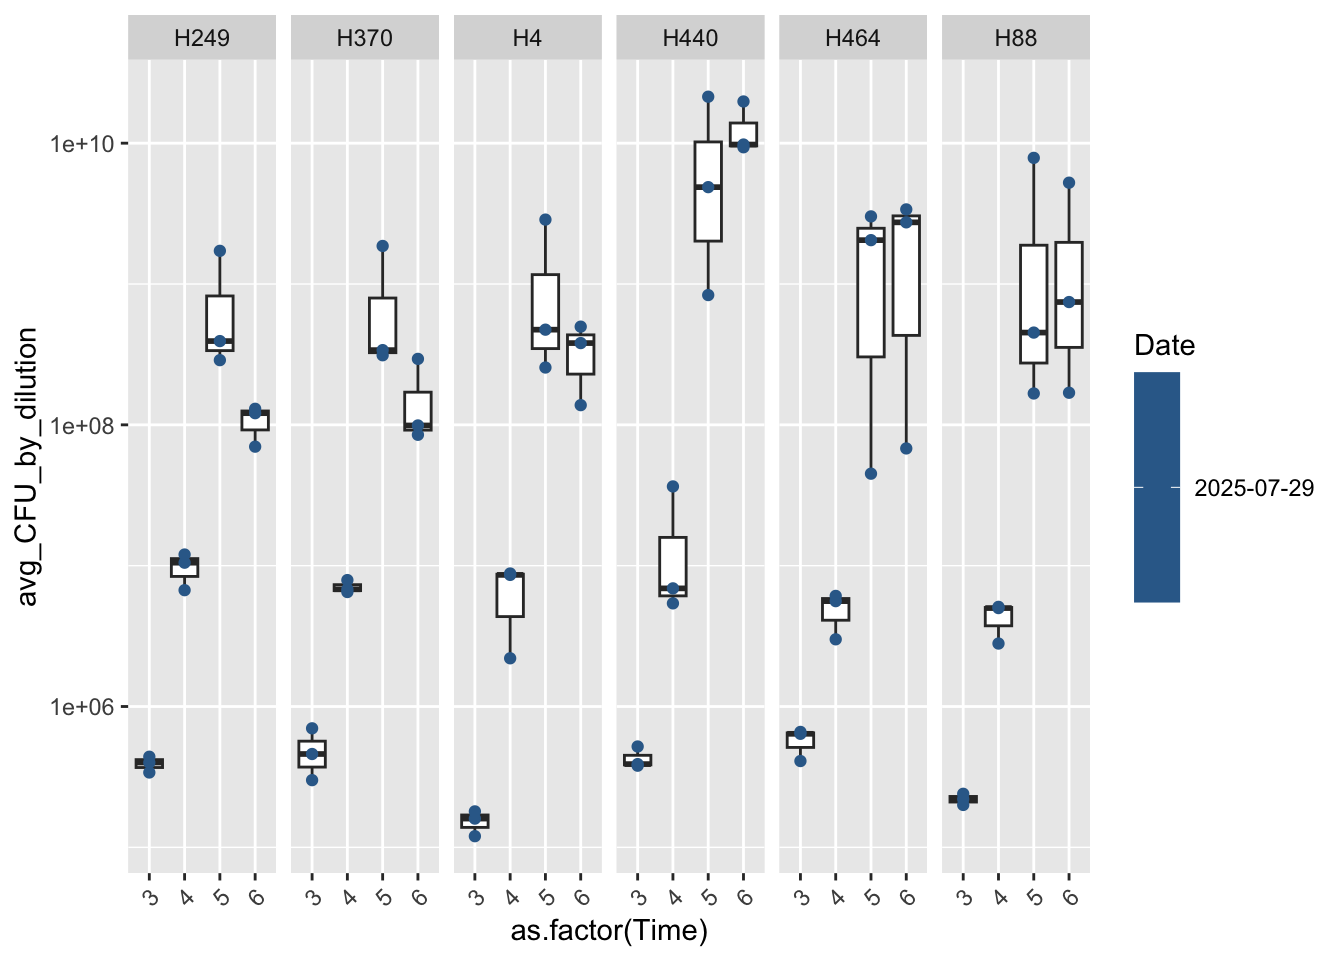 H249 H370 H4 H440 H464 H88
1e+10
1e+08
1e+06
avg_CFU_by_dilution
3 4 5 6 3 4 5 6 3 4 5 6 3 4 5 6 3 4 5 6 3 4 5 6
as.factor(Time)
Date
2025-07-29